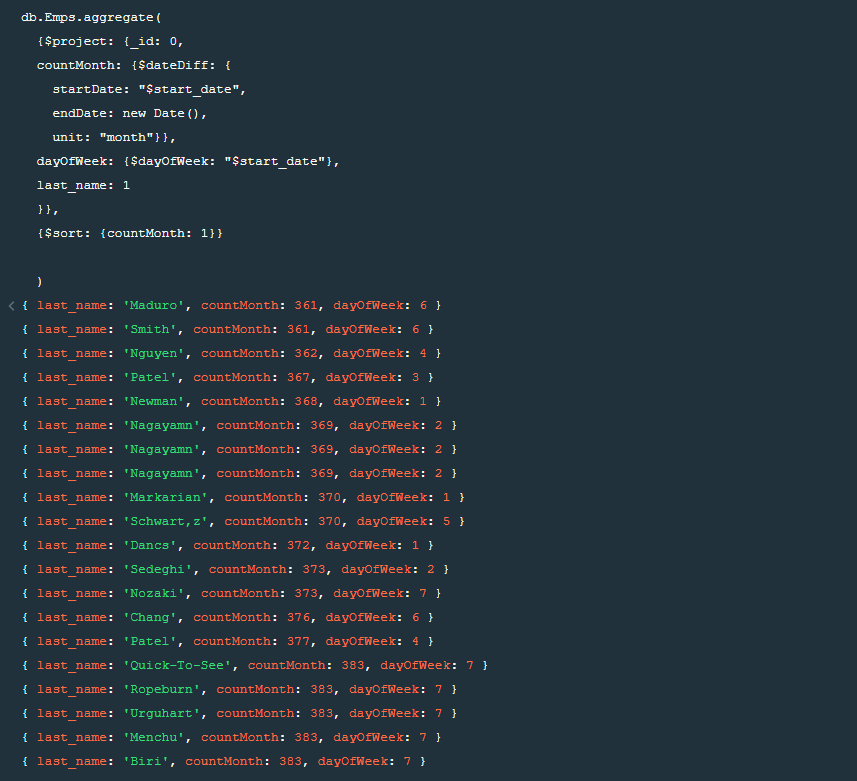 db.Emps.aggregate(
{$project: {_id: 0,
countMonth: {$dateDiff: {
startDate: "$start_date",
endDate: new Date(),
unit: "month"}},
dayOfWeek: {$dayOfWeek: "$start_date"},
last_name: 1
}},
{$sort: {countMonth: 1}}
)
{ last_name: 'Maduro', countMonth: 361, dayOfWeek: 6 }
{ last_name: 'Smith', countMonth: 361, dayOfWeek: 6 }
{ last_name: 'Nguyen', countMonth: 362, dayOfWeek: 4 }
{ last_name: 'Patel', countMonth: 367, dayOfWeek: 3 }
{ last_name: 'Newman', countMonth: 368, dayOfWeek: 1 }
{ last_name: 'Nagayamn', countMonth: 369, dayOfWeek: 2 }
{ last_name: 'Nagayamn', countMonth: 369, dayOfWeek: 2 }
{ last_name: 'Nagayamn', countMonth: 369, dayOfWeek: 2 }
{ last_name: 'Markarian', countMonth: 370, dayOfWeek: 1 }
{ last_name: 'Schwart,z', countMonth: 370, dayOfWeek: 5 }
{ last_name: 'Dancs', countMonth: 372, dayOfWeek: 1 }
{ last_name: 'Sedeghi', countMonth: 373, dayOfWeek: 2 }
{ last_name: 'Nozaki', countMonth: 373, dayOfWeek: 7 }
{ last_name: 'Chang', countMonth: 376, dayOfWeek: 6 }
{ last_name: 'Patel', countMonth: 377, dayOfWeek: 4 }
{ last_name: 'Quick-To-See', countMonth: 383, dayOfWeek: 7 }
{ last_name: 'Ropeburn', countMonth: 383, dayOfWeek: 7 }
{ last_name: 'Urguhart', countMonth: 383, dayOfWeek: 7 }
{ last_name: 'Menchu', countMonth: 383, dayOfWeek: 7 }
{ last_name: 'Biri', countMonth: 383, dayOfWeek: 7 }